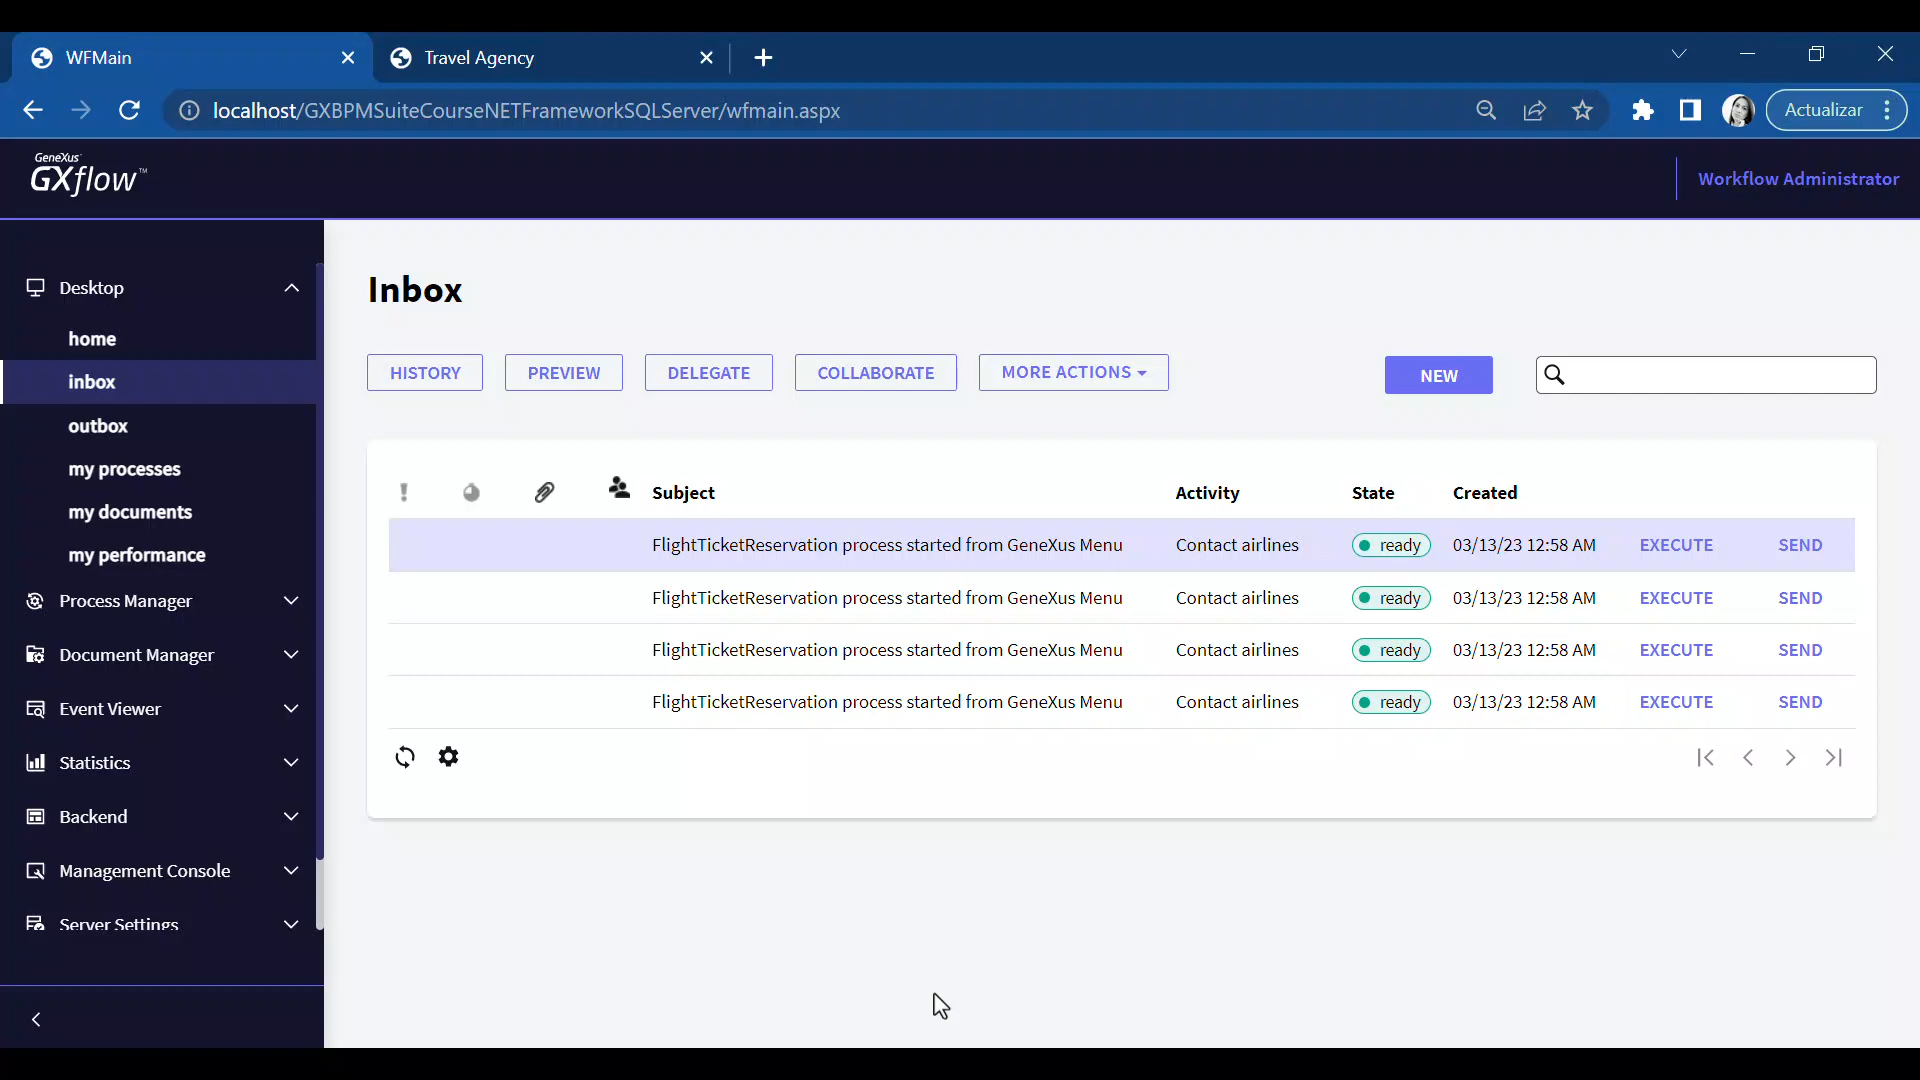 WFMain
Travel Agency
localhost/GXBPMSuiteCourseNETFrameworkSQLServer/wfmain.aspx
Actualizar
GeneXus
GXflow™
Workflow Administrator
Desktop
home
inbox
outbox
my processes
my documents
my performance
Process Manager
Document Manager
Event Viewer
Statistics
Backend
Management Console
Server Settings
Inbox
HISTORY PREVIEW DELEGATE COLLABORATE MORE ACTIONS NEW
Subject Activity State Created
FlightTicketReservation process started from GeneXus Menu Contact airlines ready 03/13/23 12:58 AM EXECUTE SEND
FlightTicketReservation process started from GeneXus Menu Contact airlines ready 03/13/23 12:58 AM EXECUTE SEND
FlightTicketReservation process started from GeneXus Menu Contact airlines ready 03/13/23 12:58 AM EXECUTE SEND
FlightTicketReservation process started from GeneXus Menu Contact airlines ready 03/13/23 12:58 AM EXECUTE SEND